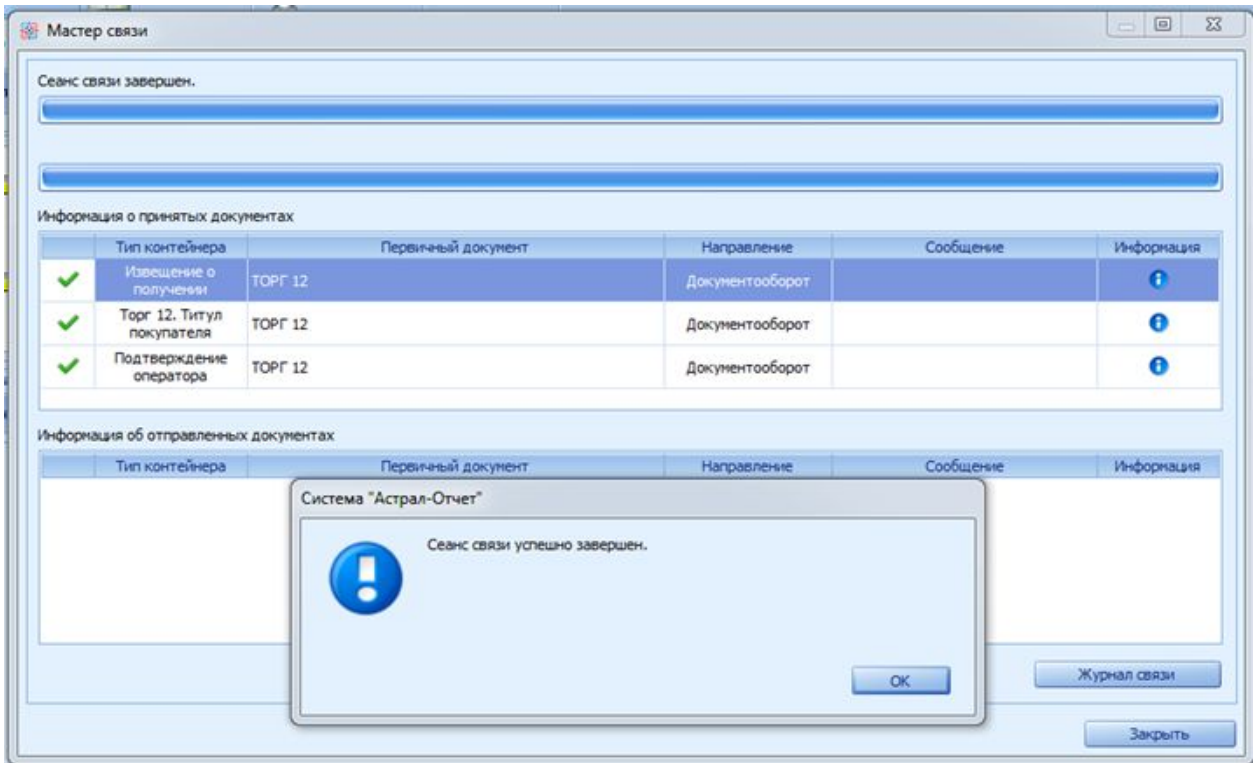 Мастер связи
Сеанс связи завершен.
Информация о принятых документах
Тип контейнера Первичный документ Направление Сообщение Информация
Извещение о
получении
ТОРГ 12 Документооборот
Торг 12. Титул
покупателя
ТОРГ 12 Документооборот
Подтверждение
оператора
ТОРГ 12 Документооборот
Информация об отправленных документах
Тип контейнера Первичный документ Направление Сообщение Информация
Система "Астрал-Отчет"
Сеанс связи успешно завершен.
OK
Журнал связи
Закрыть